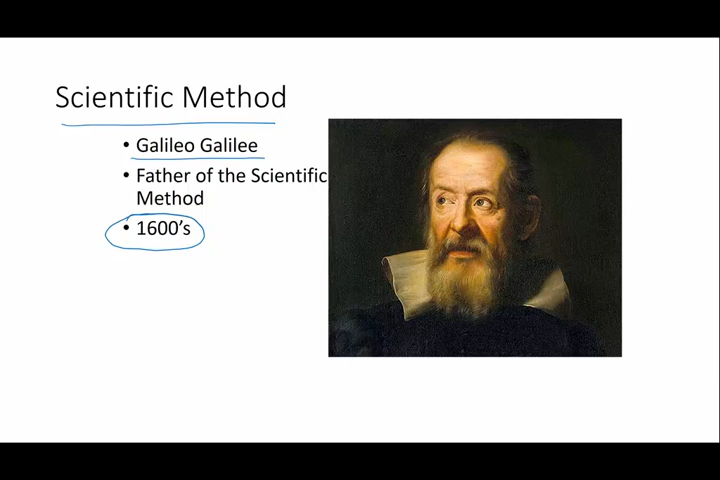 Scientific Method
• Galileo Galilee
• Father of the Scientific
Method
• 1600's